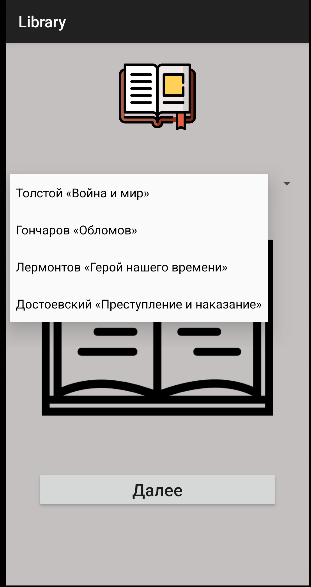 Library
Толстой «Война и мир»
Гончаров «Обломов»
Лермонтов «Герой нашего времени»
Достоевский «Преступление и наказание»
Далее